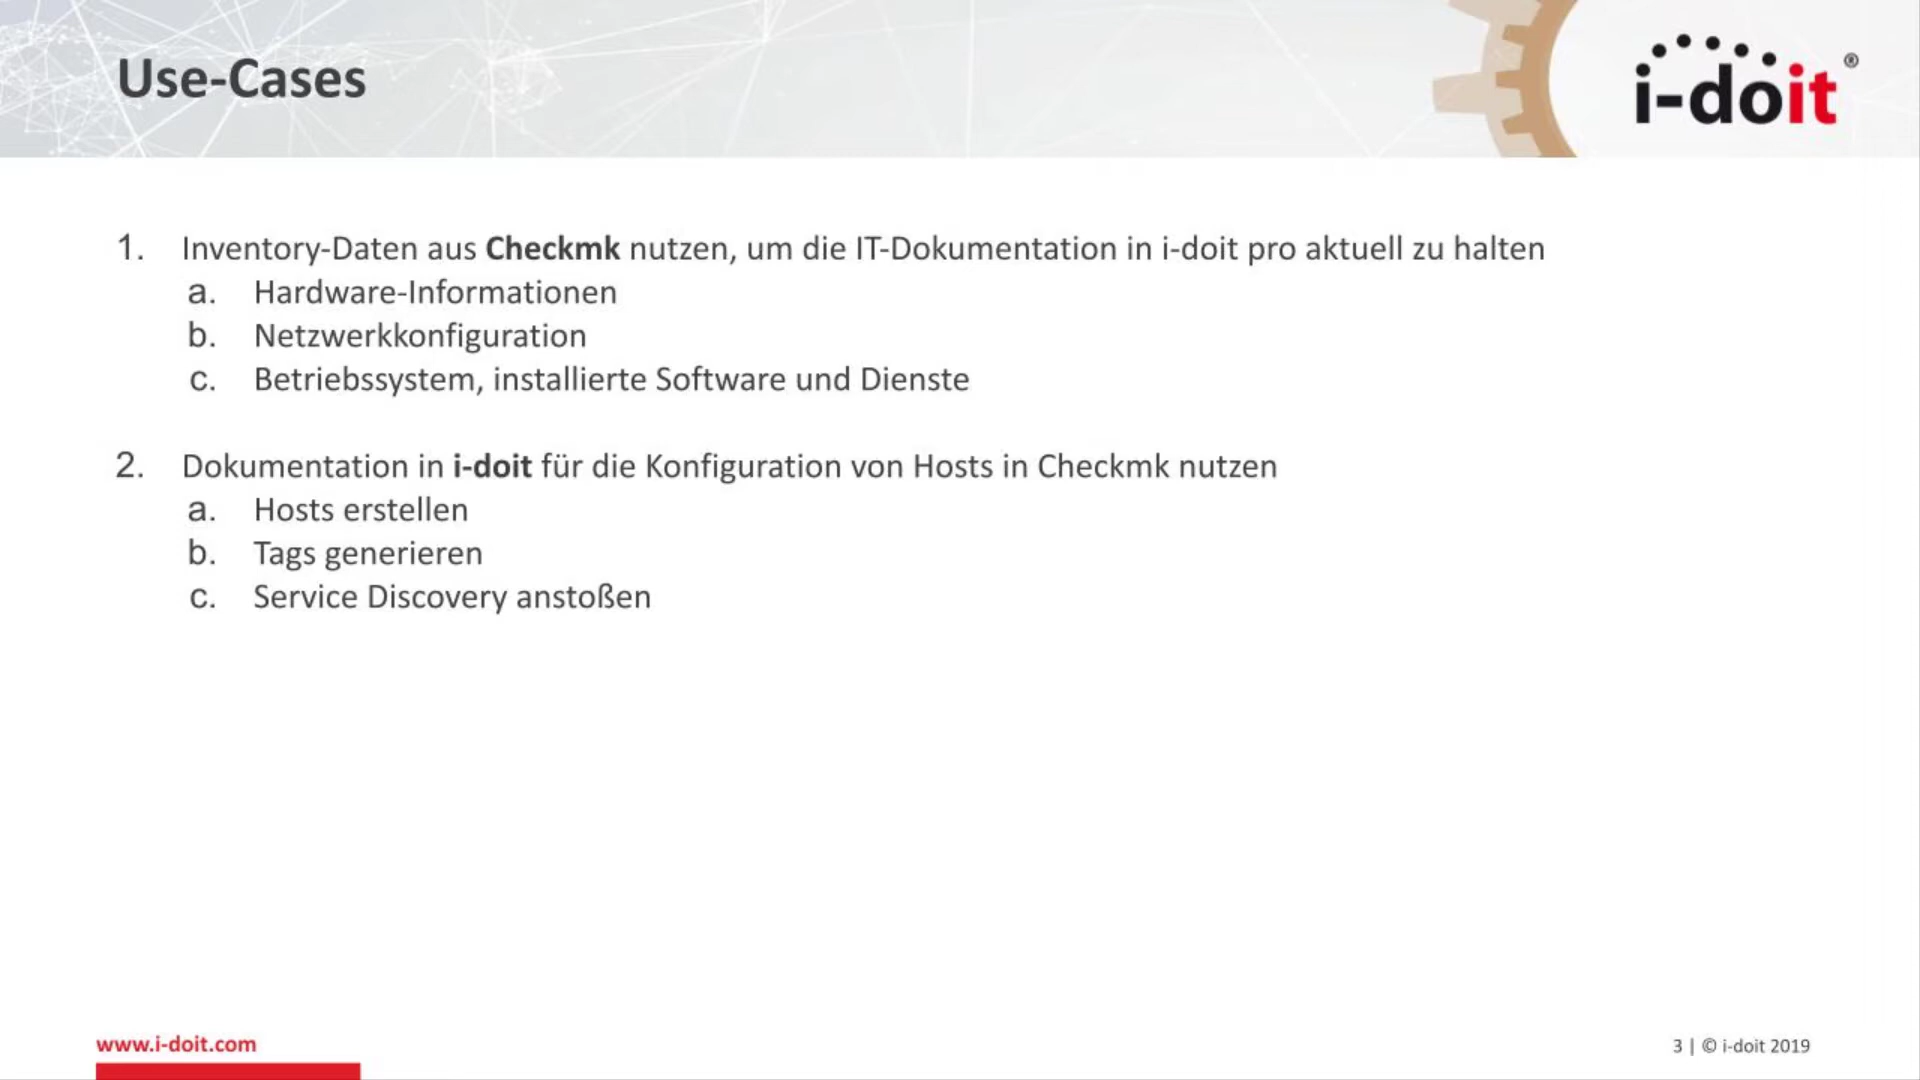 Use-Cases
i-doit®
1. Inventory-Daten aus Checkmk nutzen, um die IT-Dokumentation in i-doit pro aktuell zu halten
a. Hardware-Informationen
b. Netzwerkkonfiguration
c. Betriebssystem, installierte Software und Dienste
2. Dokumentation in i-doit für die Konfiguration von Hosts in Checkmk nutzen
a. Hosts erstellen
b. Tags generieren
c. Service Discovery anstoßen
www.i-doit.com
3 | © i-doit 2019